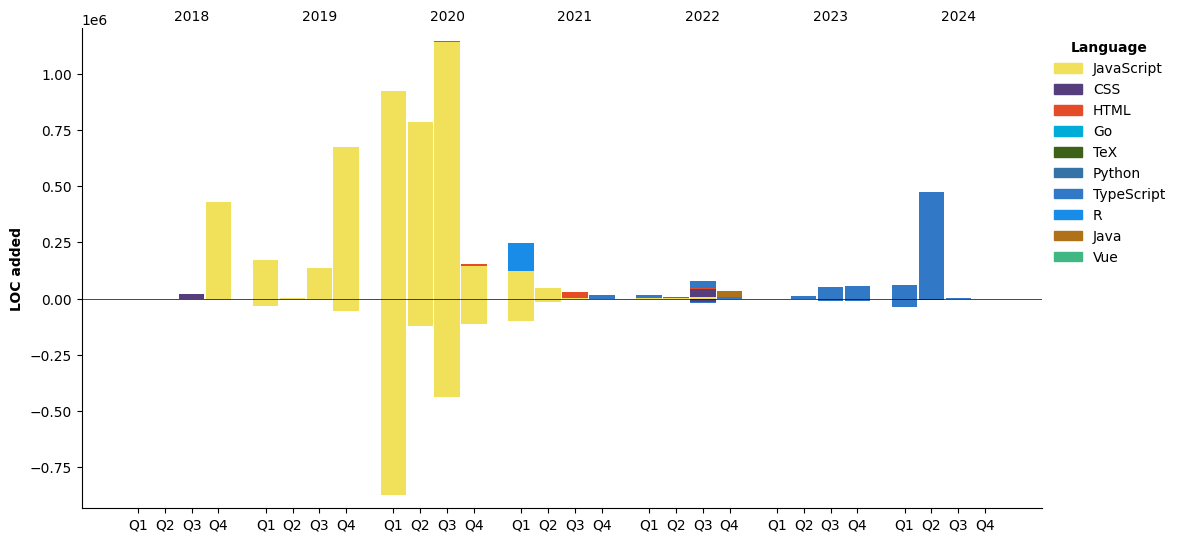 1e6
2018 2019 2020 2021 2022 2023 2024
Language
JavaScript
CSS
HTML
Go
TeX
Python
TypeScript
R
Java
Vue
LOC added
1.00
0.75
0.50
0.25
0.00
−0.25
−0.50
−0.75
Q1 Q2 Q3 Q4 Q1 Q2 Q3 Q4 Q1 Q2 Q3 Q4 Q1 Q2 Q3 Q4 Q1 Q2 Q3 Q4 Q1 Q2 Q3 Q4 Q1 Q2 Q3 Q4